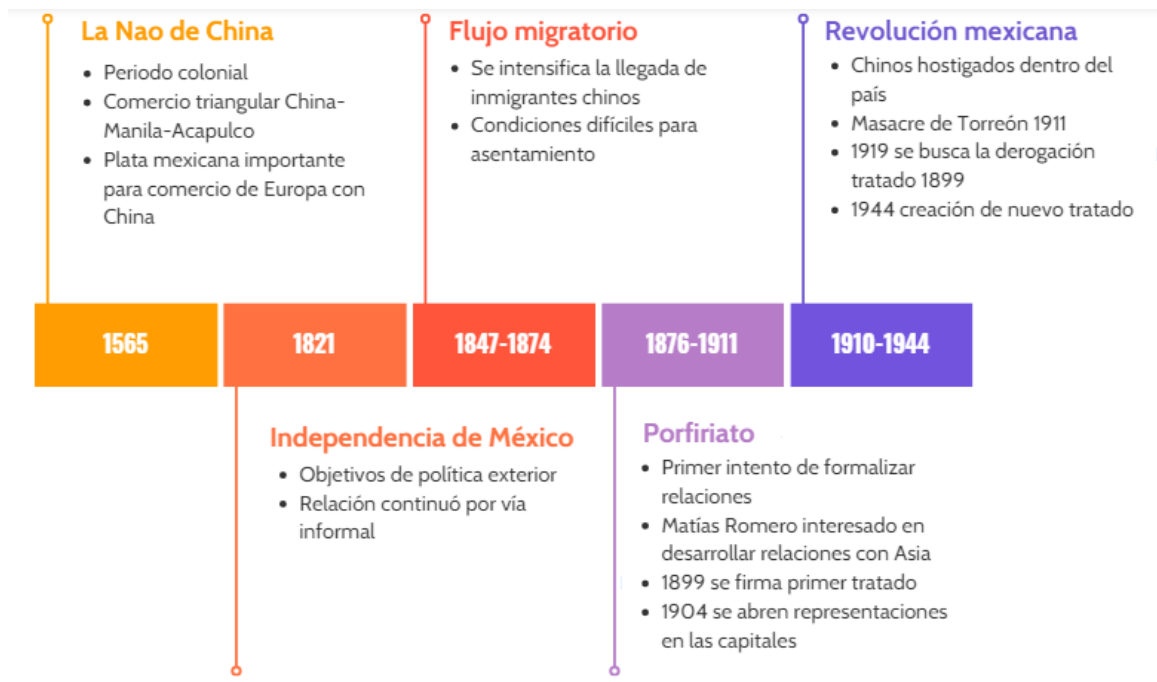 La Nao de China
• Periodo colonial
• Comercio triangular China-
Manila-Acapulco
• Plata mexicana importante
para comercio de Europa con
China
Flujo migratorio
• Se intensifica la llegada de
inmigrantes chinos
• Condiciones difíciles para
asentamiento
Revolución mexicana
• Chinos hostigados dentro del
país
• Masacre de Torreón 1911
• 1919 se busca la derogación
tratado 1899
• 1944 creación de nuevo tratado
1565
1821
1847-1874
1876-1911
1910-1944
Independencia de México
• Objetivos de política exterior
• Relación continuó por vía
informal
Porfiriato
• Primer intento de formalizar
relaciones
• Matías Romero interesado en
desarrollar relaciones con Asia
• 1899 se firma primer tratado
• 1904 se abren representaciones
en las capitales